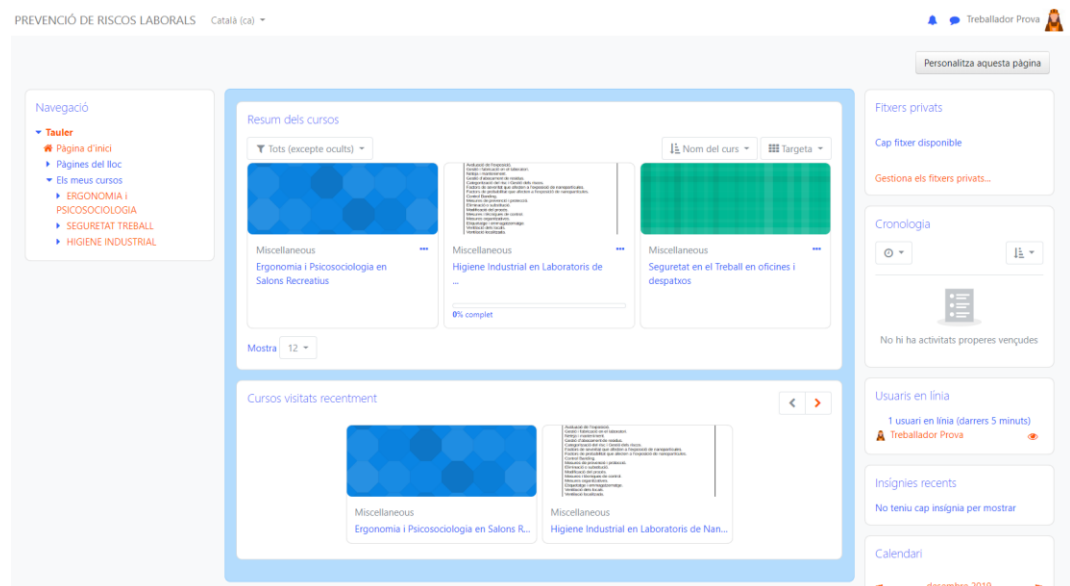 PREVENCIÓ DE RISCOS LABORALS Català (ca)
Treballador Prova
Personalitza aquesta pàgina
Navegació
Tauler
Pàgina d'inici
Pàgines del lloc
Els meus cursos
ERGONOMIA i
PSICOSOCIOLOGIA
SEGURETAT TREBALL
HIGIENE INDUSTRIAL
Resum dels cursos
Tots (excepte ocults)
Nom del curs
Targeta
Miscellaneous
Ergonomia i Psicosociologia en
Salons Recreatius
Miscellaneous
Higiene Industrial en Laboratoris de
...
0% complet
Miscellaneous
Seguretat en el Treball en oficines i
despatxos
Mostra 12
Cursos visitats recentment
Miscellaneous
Ergonomia i Psicosociologia en Salons R...
Miscellaneous
Higiene Industrial en Laboratoris de Nan...
Fitxers privats
Cap fitxer disponible
Gestiona els fitxers privats...
Cronologia
No hi ha activitats properes vençudes
Usuaris en línia
1 usuari en línia (darrers 5 minuts)
Treballador Prova
Insígnies recents
No teniu cap insígnia per mostrar
Calendari
desembre 2019